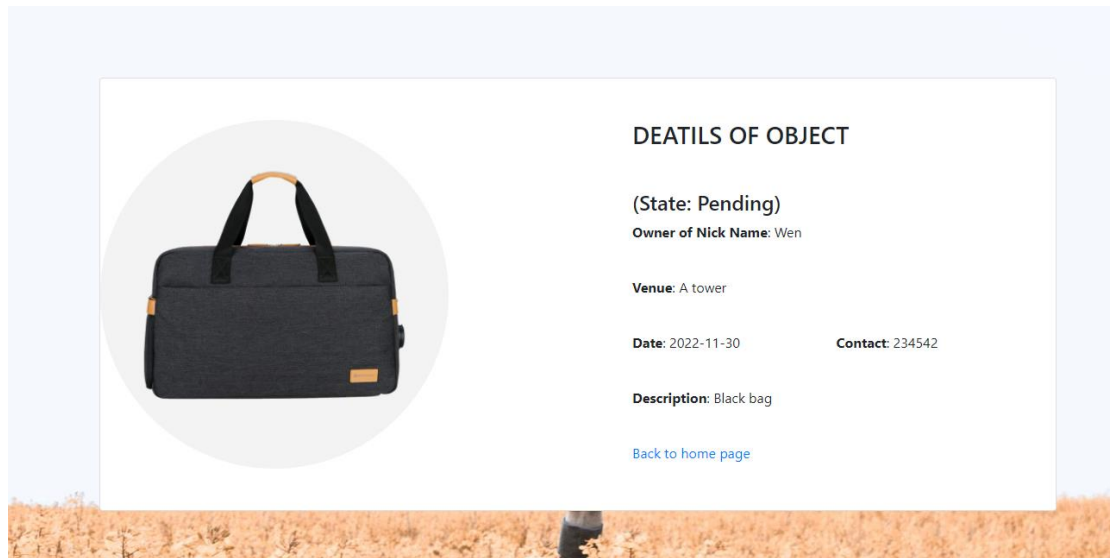 DEATILS OF OBJECT
(State: Pending)
Owner of Nick Name: Wen
Venue: A tower
Date: 2022-11-30 Contact: 234542
Description: Black bag
Back to home page